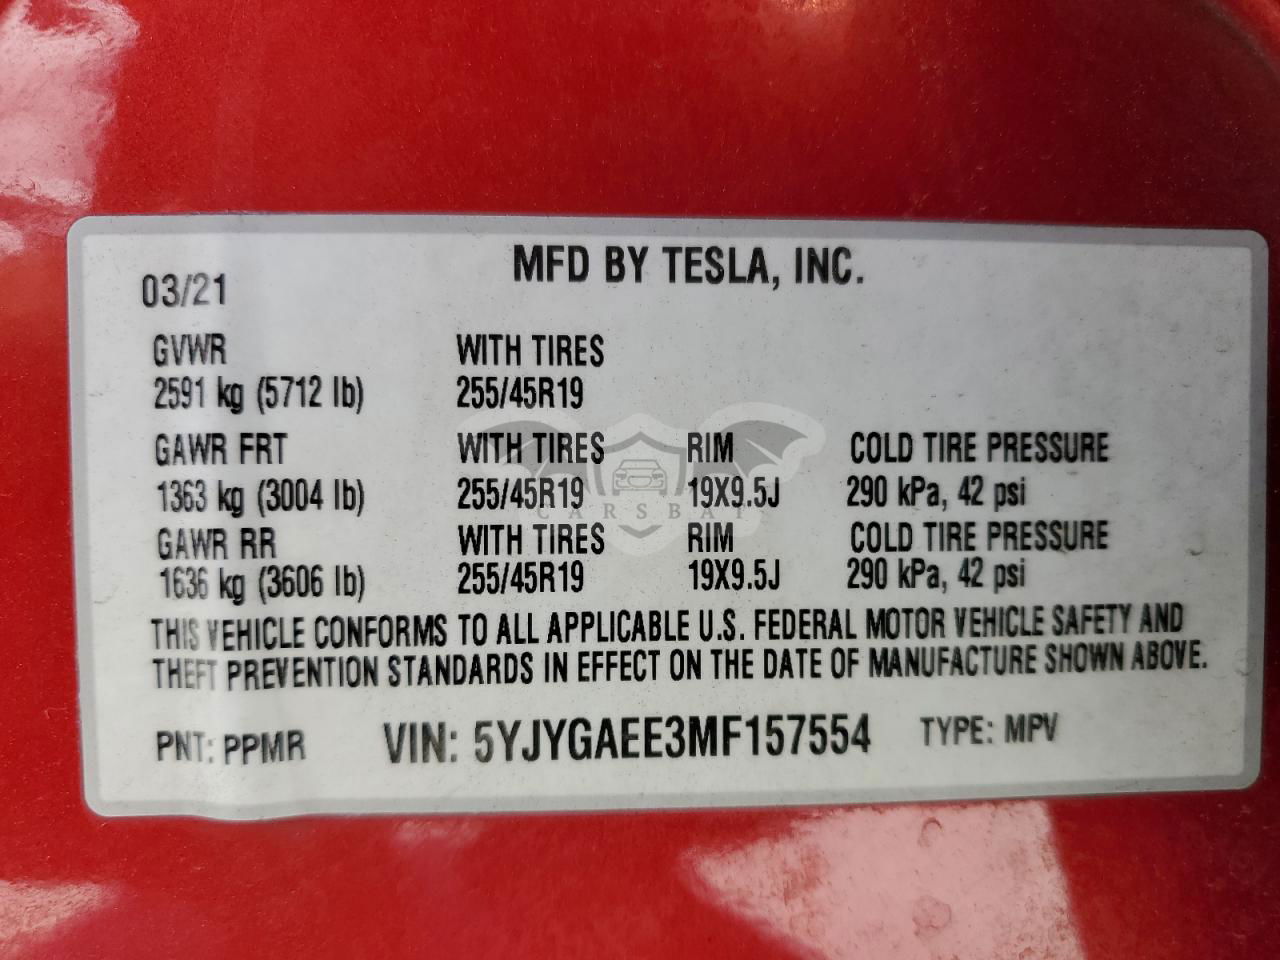 MFD BY TESLA, INC.
03/21
GVWR WITH TIRES
2591 kg (5712 lb) 255/45R19
GAWR FRT WITH TIRES RIM COLD TIRE PRESSURE
1363 kg (3004 lb) 255/45R19 19X9.5J 290 kPa, 42 psi
CARSBAT
GAWR RR WITH TIRES RIM COLD TIRE PRESSURE
1636 kg (3606 lb) 255/45R19 19X9.5J 290 kPa, 42 psi
THIS VEHICLE CONFORMS TO ALL APPLICABLE U.S. FEDERAL MOTOR VEHICLE SAFETY AND
THEFT PREVENTION STANDARDS IN EFFECT ON THE DATE OF MANUFACTURE SHOWN ABOVE.
PNT: PPMR VIN: 5YJYGAEE3MF157554 TYPE: MPV